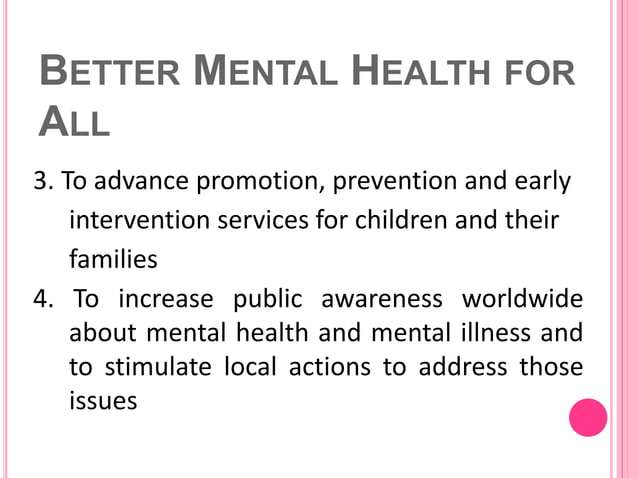 BETTER MENTAL HEALTH FOR
ALL
3. To advance promotion, prevention and early
intervention services for children and their
families
4. To increase public awareness worldwide
about mental health and mental illness and
to stimulate local actions to address those
issues